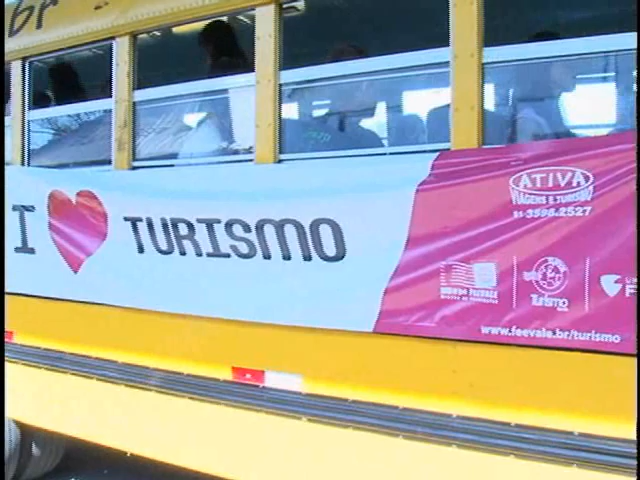 I TURISMO
ATIVA
VIAGENS E TURISMO
51 3598.2527
Turismo
www.feevale.br/turismo